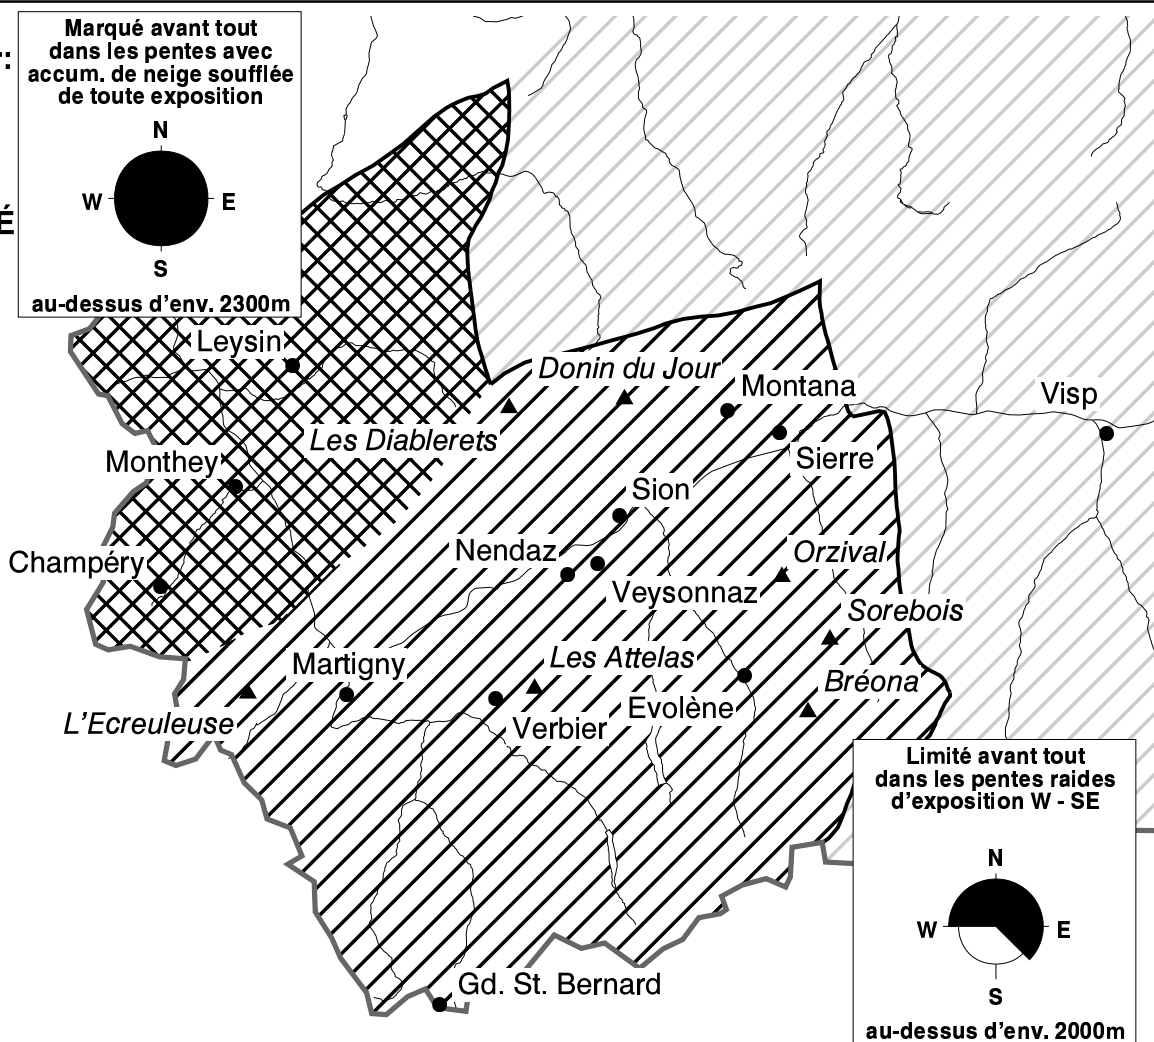 Marqué avant tout
dans les pentes avec
accum. de neige soufflée
de toute exposition
N
W
E
S
au-dessus d'env. 2300m
:
É
Leysin
Donin du Jour
Montana
Visp
Les Diablerets
Monthey
Sierre
Sion
Champéry
Nendaz
Orzival
Veysonnaz
Sorebois
Martigny
Les Attelas
Bréona
L'Ecreuleuse
Evolène
Verbier
Gd. St. Bernard
Limité avant tout
dans les pentes raides
d'exposition W - SE
N
W
E
S
au-dessus d'env. 2000m